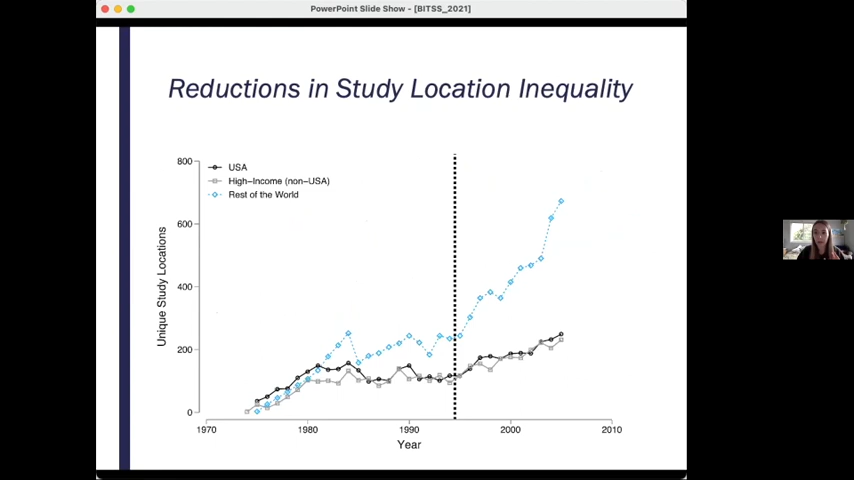 PowerPoint Slide Show - [BITSS_2021]
Reductions in Study Location Inequality
USA
High-Income (non-USA)
Rest of the World
Unique Study Locations
800
600
400
200
0
1970
1980
1990
2000
2010
Year